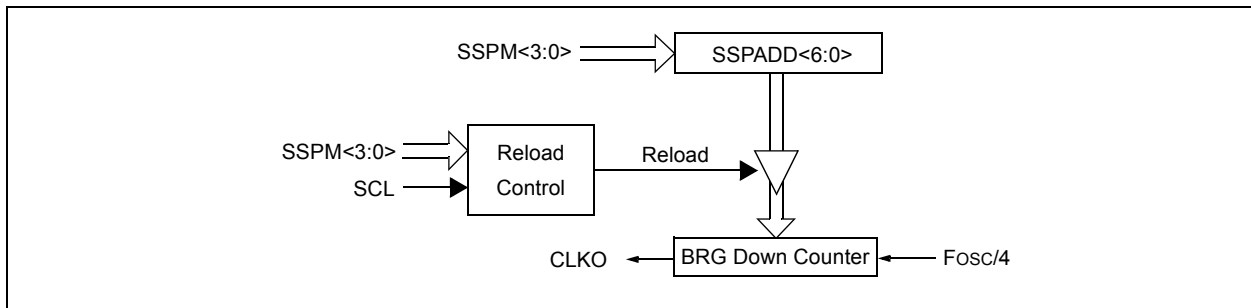 SSPM<3:0>
SSPADD<6:0>
SSPM<3:0>
SCL
Reload
Control
Reload
CLKO
BRG Down Counter
FOSC/4